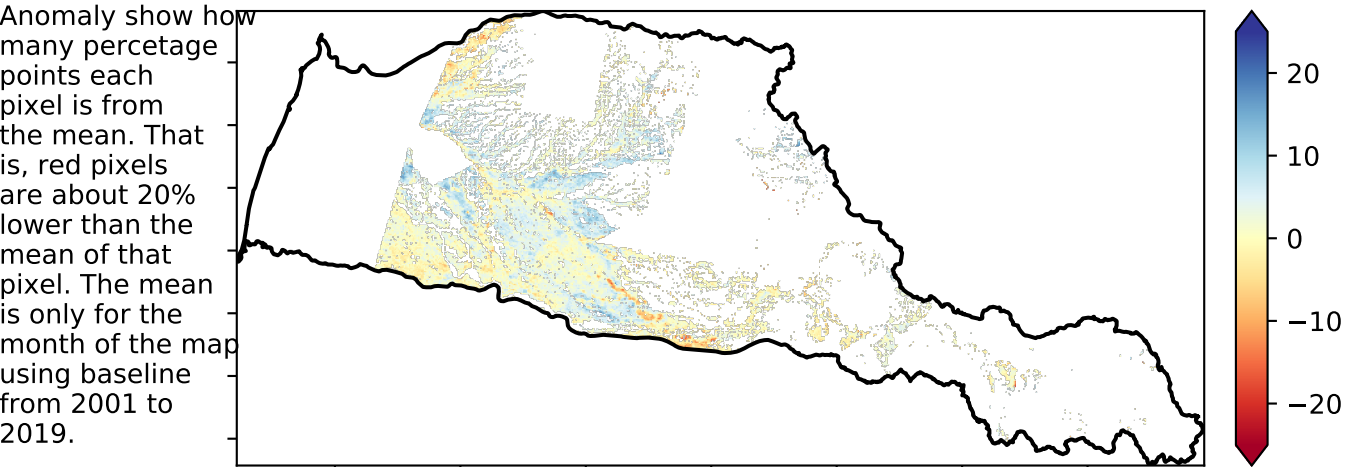 Anomaly show how
many percetage
points each
pixel is from
the mean. That
is, red pixels
are about 20%
lower than the
mean of that
pixel. The mean
is only for the
month of the map
using baseline
from 2001 to
2019.
20
10
0
−10
−20